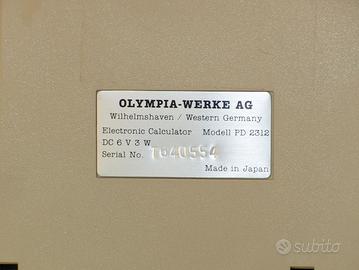 OLYMPIA-WERKE AG
Wilhelmshaven / Western Germany
Electronic Calculator Modell PD 2312
DC 6 V 3 W
Serial No. T640554
Made in Japan
subito